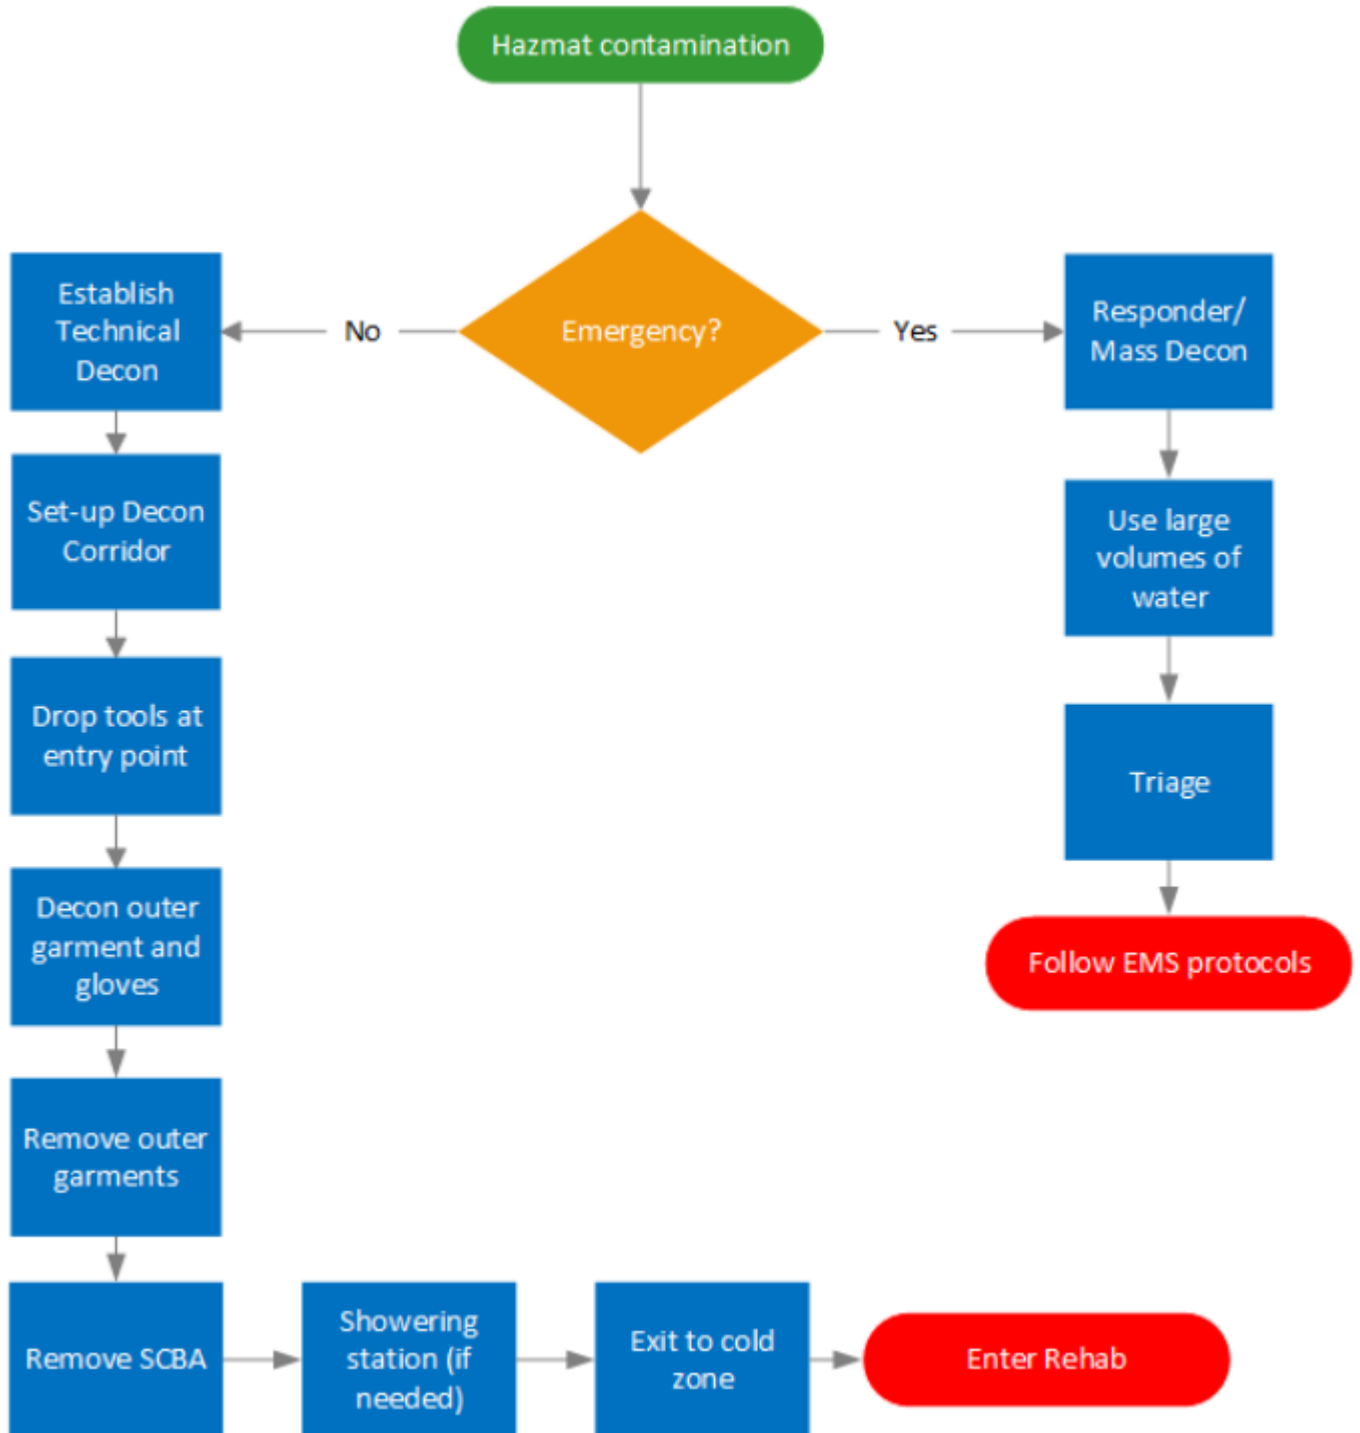 Hazmat contamination
Emergency?
No
Yes
Establish
Technical
Decon
Set-up Decon
Corridor
Drop tools at
entry point
Decon outer
garment and
gloves
Remove outer
garments
Remove SCBA
Showering
station (if
needed)
Exit to cold
zone
Enter Rehab
Responder/
Mass Decon
Use large
volumes of
water
Triage
Follow EMS protocols